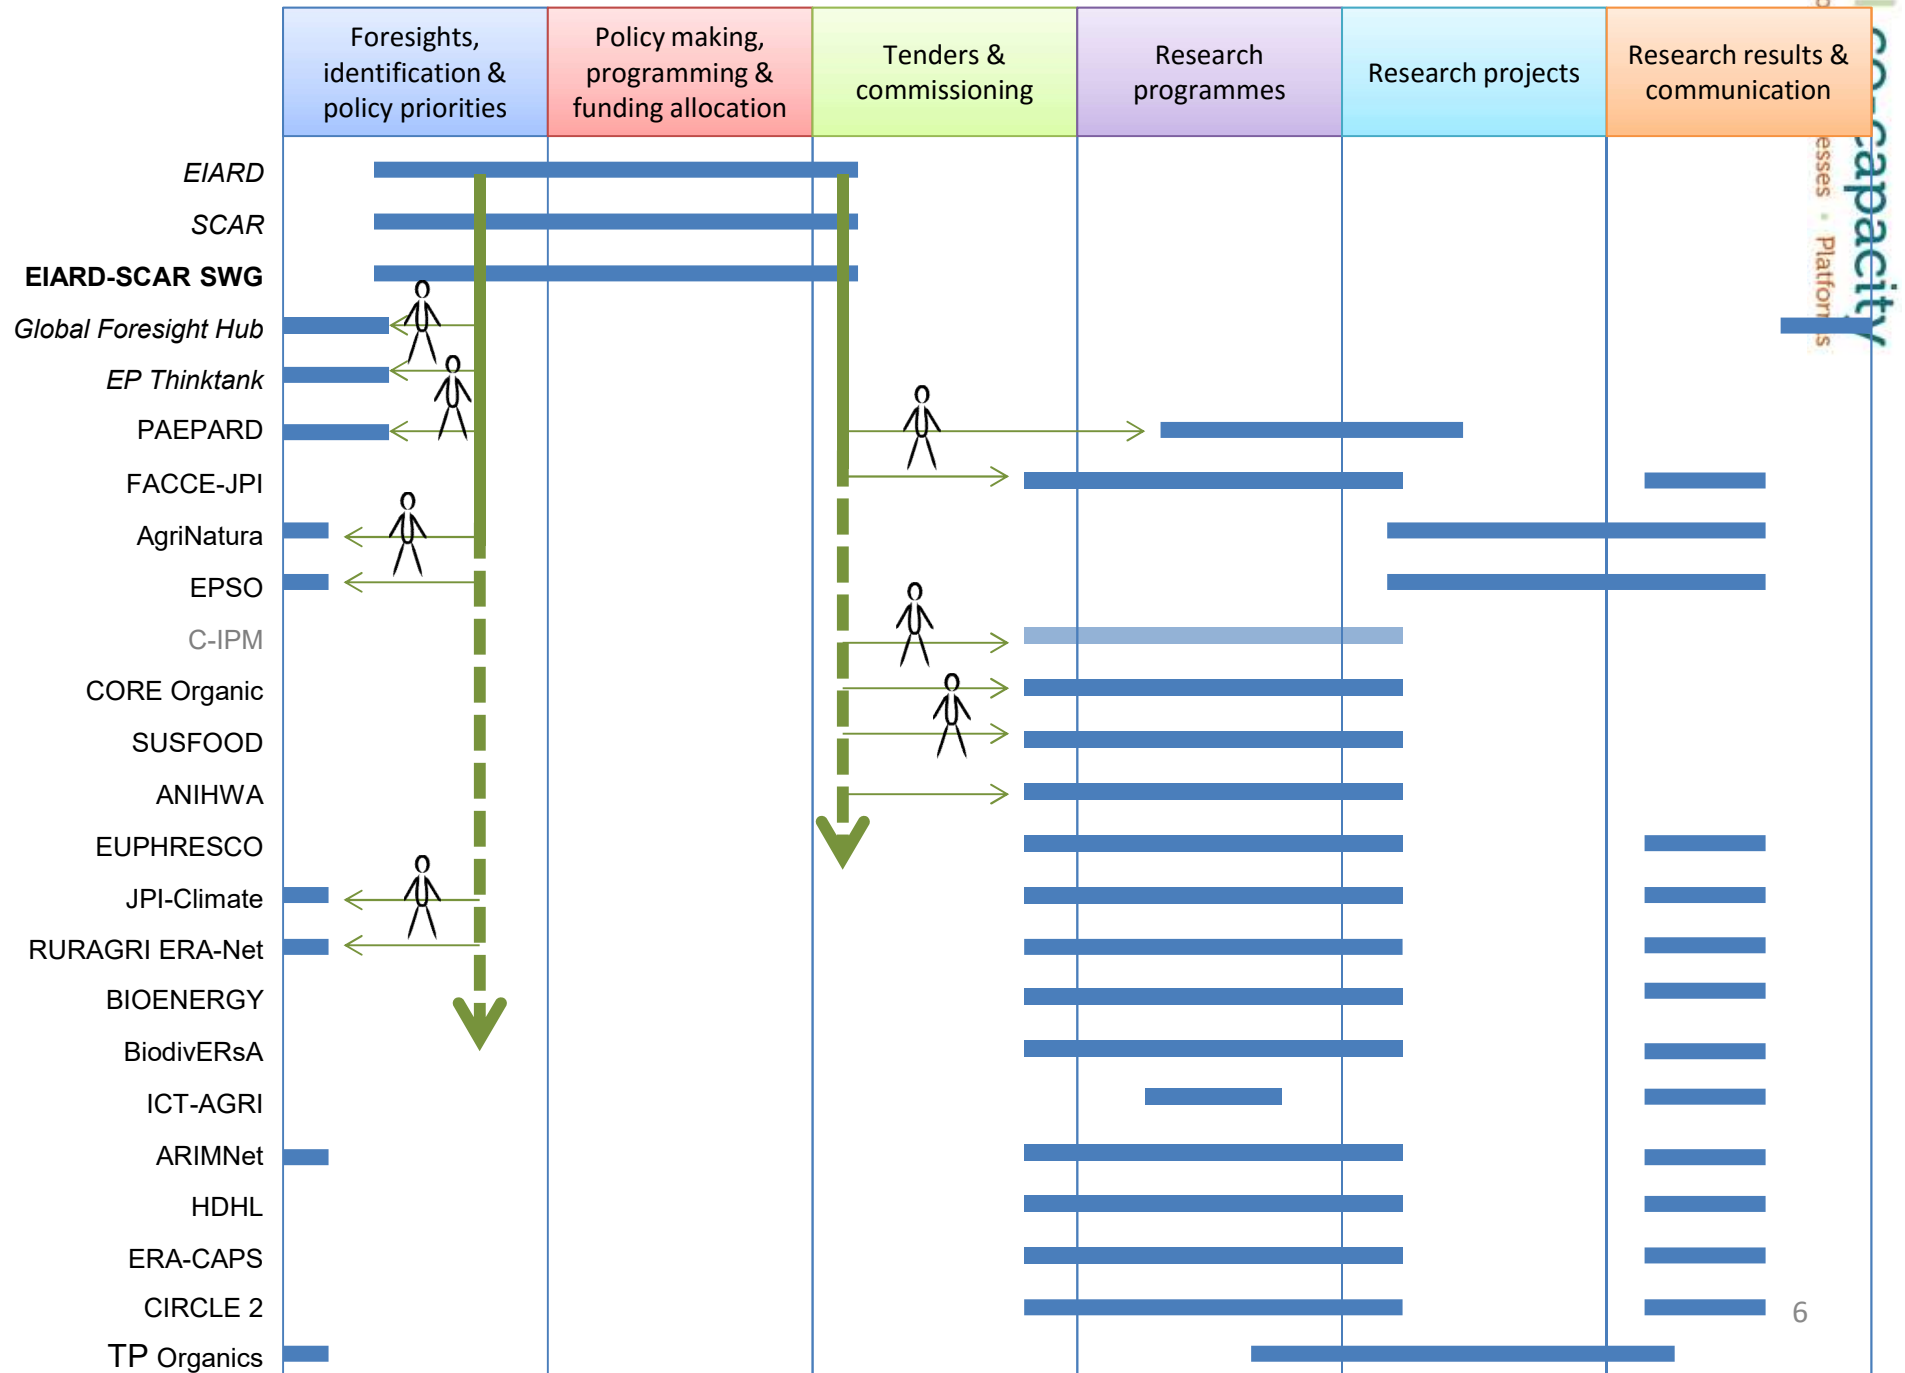 Foresights,
identification &
policy priorities
Policy making,
programming &
funding allocation
Tenders &
commissioning
Research
programmes
Research projects
Research results &
communication
EIARD
SCAR
EIARD-SCAR SWG
Global Foresight Hub
EP Thinktank
PAEPARD
FACCE-JPI
AgriNatura
EPSO
C-IPM
CORE Organic
SUSFOOD
ANIHWA
EUPHRESCO
JPI-Climate
RURAGRI ERA-Net
BIOENERGY
BiodivERsA
ICT-AGRI
ARIMNet
HDHL
ERA-CAPS
CIRCLE 2
TP Organics
capacity
Platforms
6